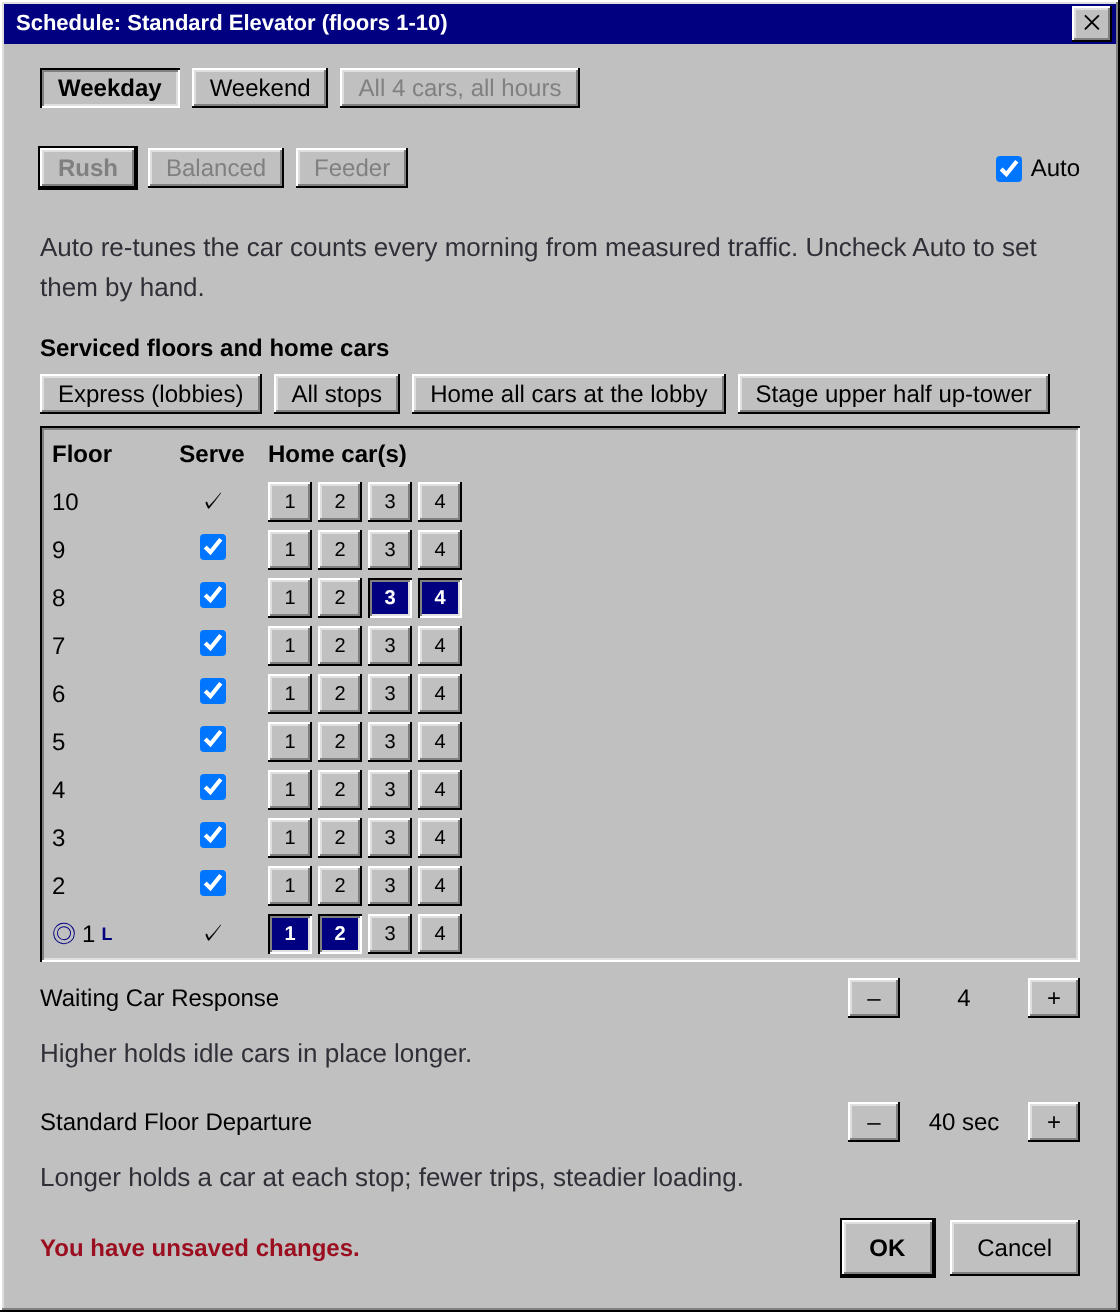 Schedule: Standard Elevator (floors 1-10)
Weekday Weekend All 4 cars, all hours
Rush Balanced Feeder Auto
Auto re-tunes the car counts every morning from measured traffic. Uncheck Auto to set
them by hand.
Serviced floors and home cars
Express (lobbies) All stops Home all cars at the lobby Stage upper half up-tower
Floor Serve Home car(s)
10 ✓ 1 2 3 4
9 1 2 3 4
8 1 2 3 4
7 1 2 3 4
6 1 2 3 4
5 1 2 3 4
4 1 2 3 4
3 1 2 3 4
2 1 2 3 4
◎ 1 L ✓ 1 2 3 4
Waiting Car Response – 4 +
Higher holds idle cars in place longer.
Standard Floor Departure – 40 sec +
Longer holds a car at each stop; fewer trips, steadier loading.
You have unsaved changes. OK Cancel